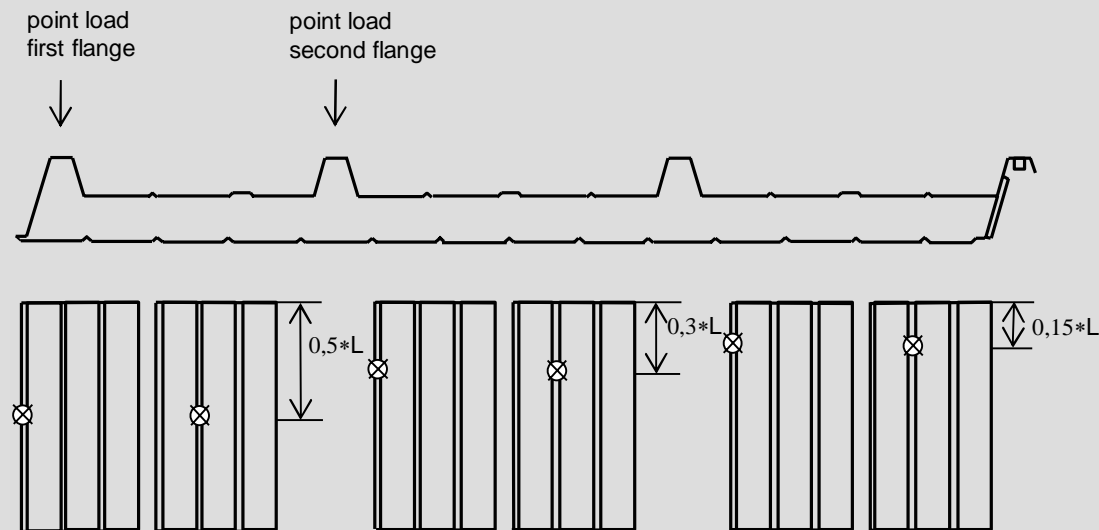 point load
first flange
point load
second flange
0,5*L
0,3*L
0,15*L